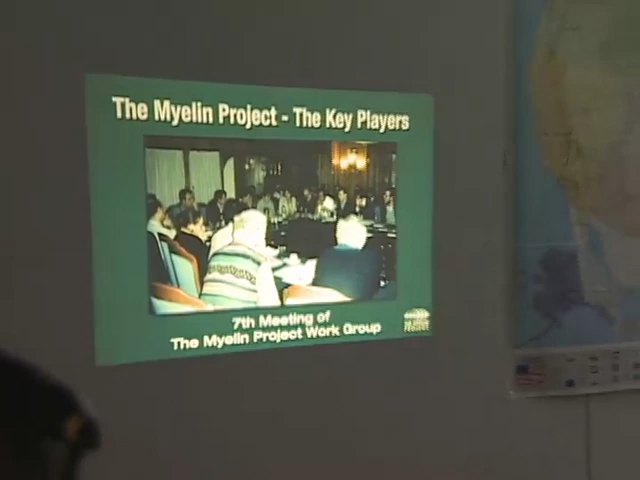 The Myelin Project - The Key Players
7th Meeting of
The Myelin Project Work Group